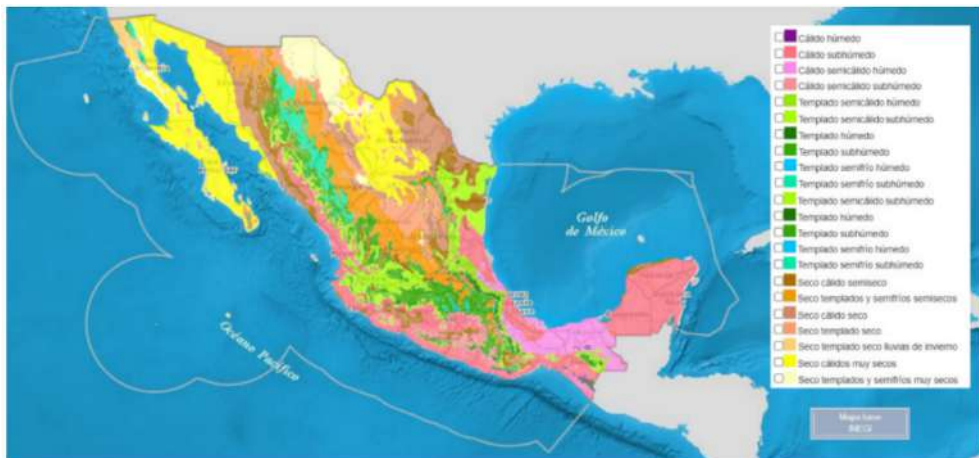 Cálido húmedo
Cálido subhúmedo
Cálido semicálido húmedo
Cálido semicálido subhúmedo
Templado semicálido húmedo
Templado semicálido subhúmedo
Templado húmedo
Templado subhúmedo
Templado semifrío húmedo
Templado semifrío subhúmedo
Templado semicálido subhúmedo
Templado húmedo
Templado subhúmedo
Templado semifrío húmedo
Templado semifrío subhúmedo
Seco cálido semiseco
Seco templados y semifríos semisecos
Seco cálido seco
Seco templado seco
Seco templado seco lluvias de invierno
Seco cálidos muy secos
Seco templados y semifríos muy secos
Golfo
de México
Océano Pacífico
Mapa base
INEGI